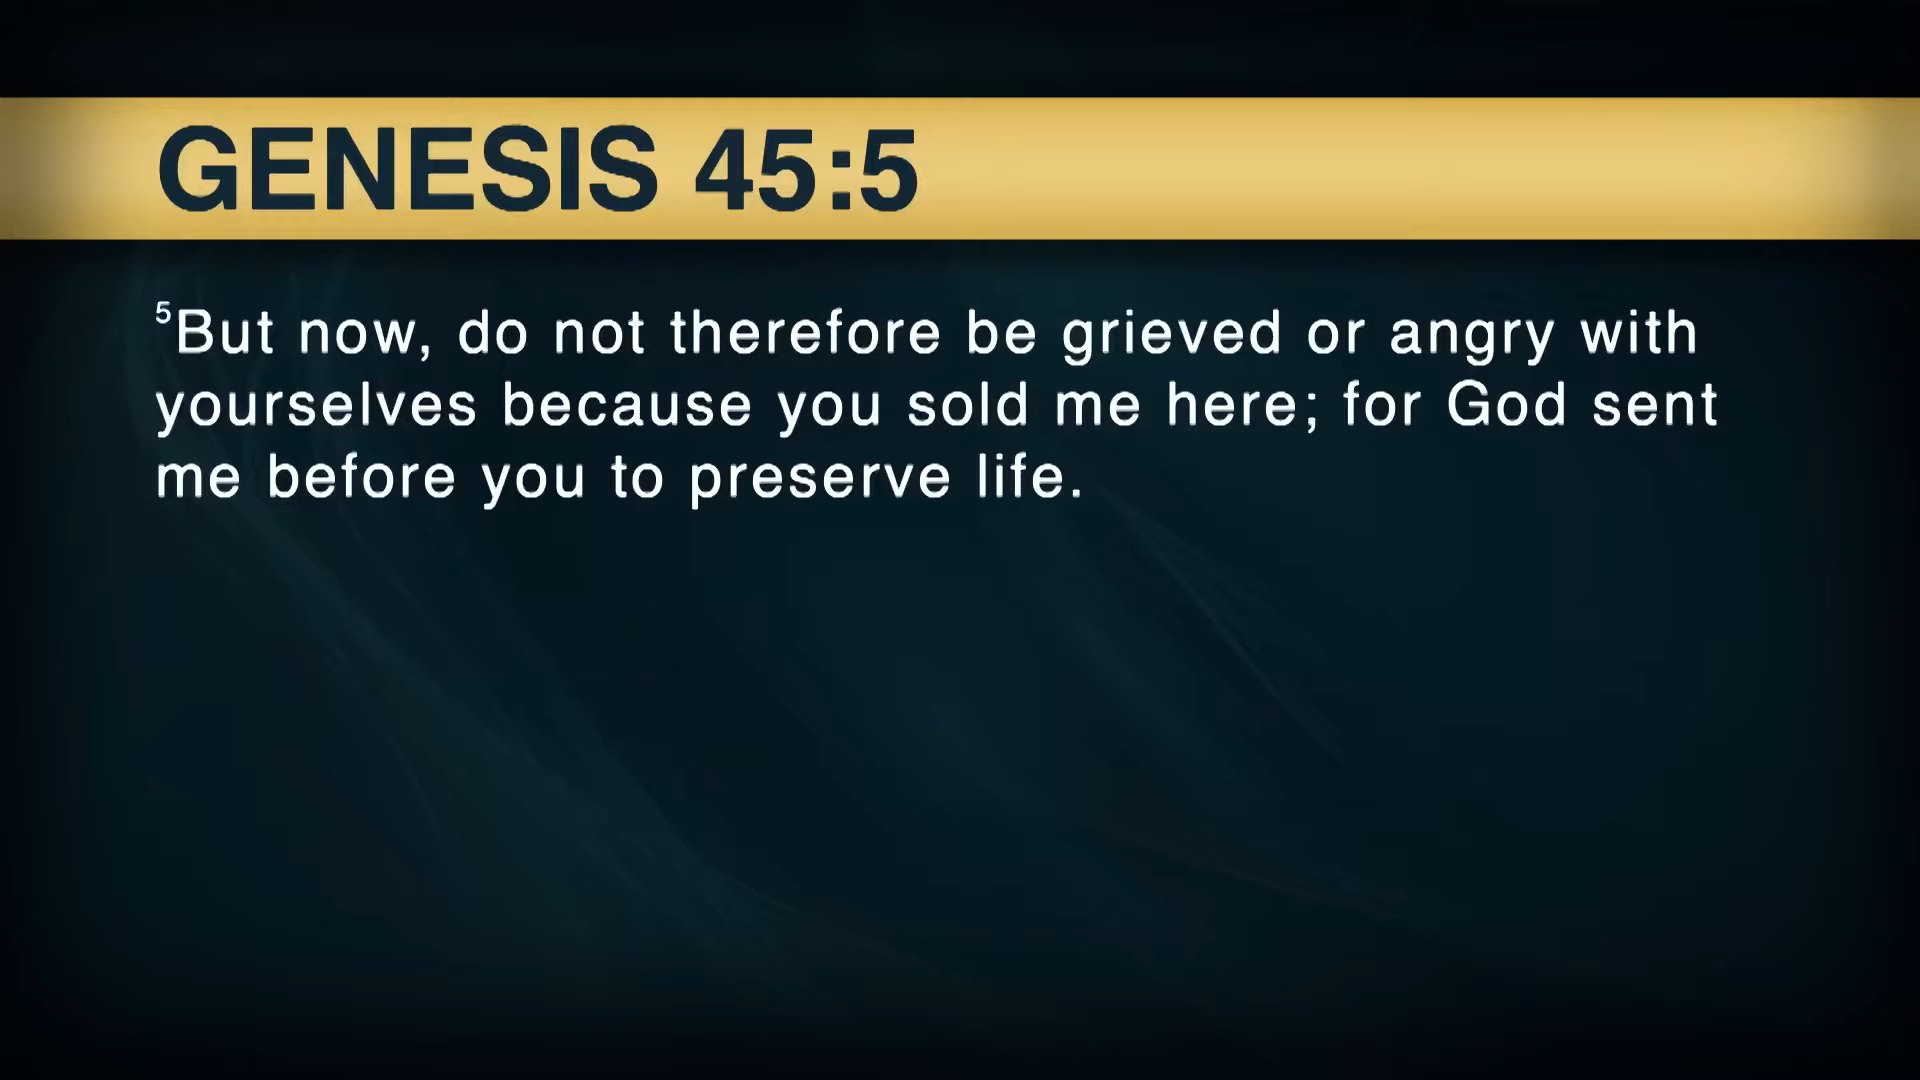 GENESIS 45:5
5But now, do not therefore be grieved or angry with
yourselves because you sold me here; for God sent
me before you to preserve life.